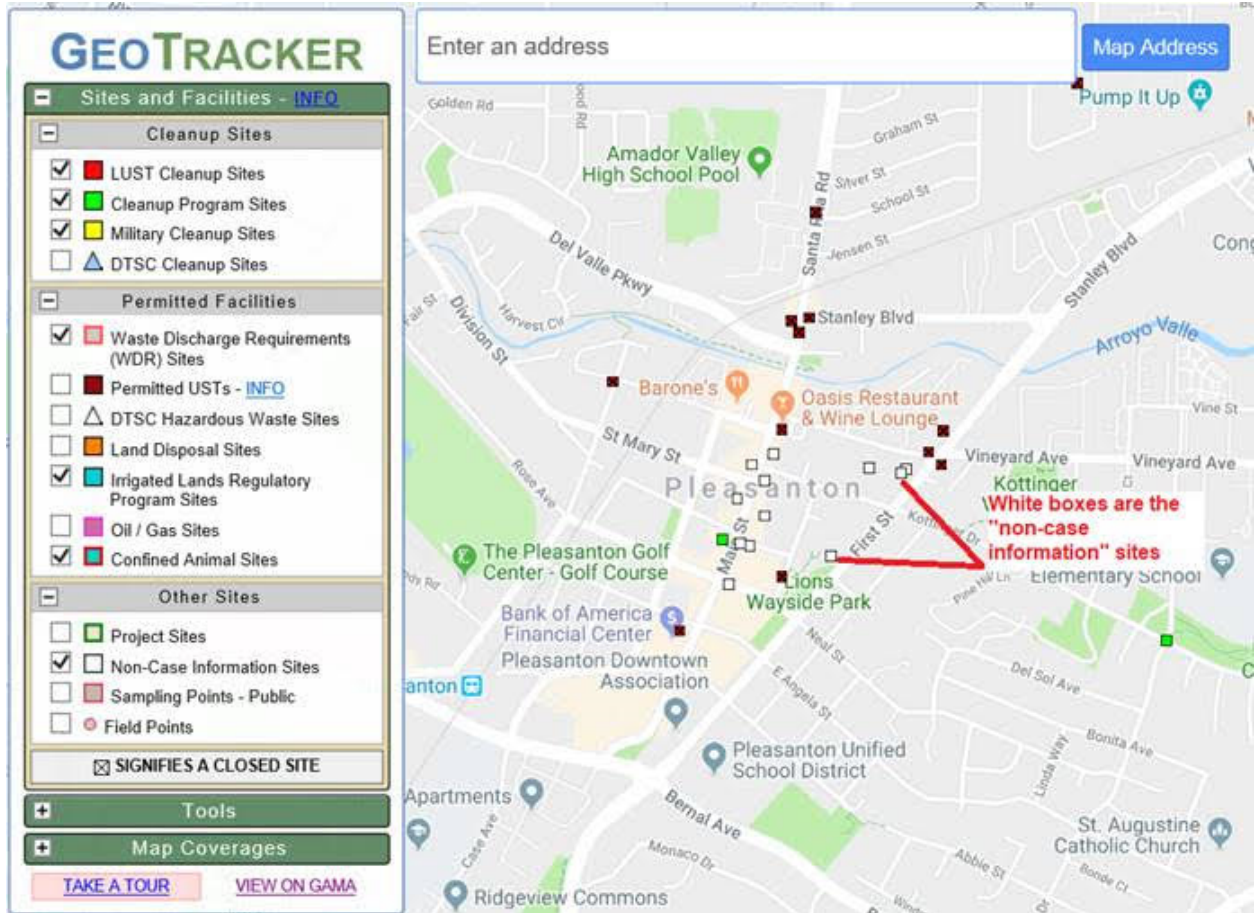 GEOTRACKER
Sites and Facilities - INFO
Cleanup Sites
LUST Cleanup Sites
Cleanup Program Sites
Military Cleanup Sites
DTSC Cleanup Sites
Permitted Facilities
Waste Discharge Requirements
(WDR) Sites
Permitted USTs - INFO
DTSC Hazardous Waste Sites
Land Disposal Sites
Irrigated Lands Regulatory
Program Sites
Oil / Gas Sites
Confined Animal Sites
Other Sites
Project Sites
Non-Case Information Sites
Sampling Points - Public
Field Points
SIGNIFIES A CLOSED SITE
Tools
Map Coverages
TAKE A TOUR
VIEW ON GAMA
Enter an address
Map Address
Pump It Up
Golden Rd
Graham St
Amador Valley
High School Pool
Silver St
School St
Santa Rita Rd
Jensen St
Stanley Blvd
Del Valle Pkwy
Division St
Harvest Cir
Stanley Blvd
Arroyo Valle
Barone's
Oasis Restaurant
& Wine Lounge
Vine St
St Mary St
Vineyard Ave
Vineyard Ave
Rose Ave
Pleasanton
Kottinger
Kottinger Dr
White boxes are the
"non-case
information" sites
First St
Main St
The Pleasanton Golf
Center - Golf Course
Lions
Wayside Park
Elementary School
Bank of America
Financial Center
Pleasanton Downtown
Association
Neal St
E Angela St
Del Sol Ave
Bonita Ave
Linda Way
Pleasanton Unified
School District
Apartments
Case Ave
Bernal Ave
Monaco Dr
St. Augustine
Catholic Church
Abbie St
Bonde Ct
Ridgeview Commons